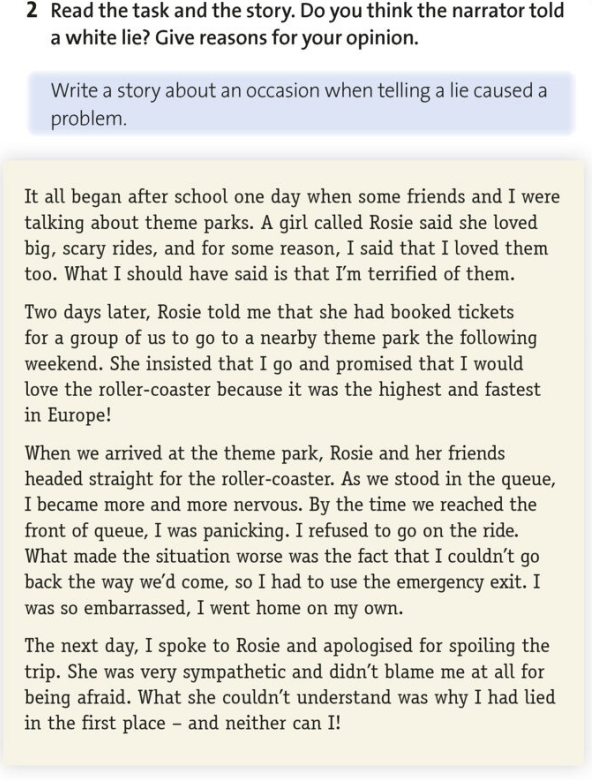 2 Read the task and the story. Do you think the narrator told
a white lie? Give reasons for your opinion.
Write a story about an occasion when telling a lie caused a
problem.
It all began after school one day when some friends and I were
talking about theme parks. A girl called Rosie said she loved
big, scary rides, and for some reason, I said that I loved them
too. What I should have said is that I'm terrified of them.
Two days later, Rosie told me that she had booked tickets
for a group of us to go to a nearby theme park the following
weekend. She insisted that I go and promised that I would
love the roller-coaster because it was the highest and fastest
in Europe!
When we arrived at the theme park, Rosie and her friends
headed straight for the roller-coaster. As we stood in the queue,
I became more and more nervous. By the time we reached the
front of queue, I was panicking. I refused to go on the ride.
What made the situation worse was the fact that I couldn't go
back the way we'd come, so I had to use the emergency exit. I
was so embarrassed, I went home on my own.
The next day, I spoke to Rosie and apologised for spoiling the
trip. She was very sympathetic and didn't blame me at all for
being afraid. What she couldn't understand was why I had lied
in the first place – and neither can I!